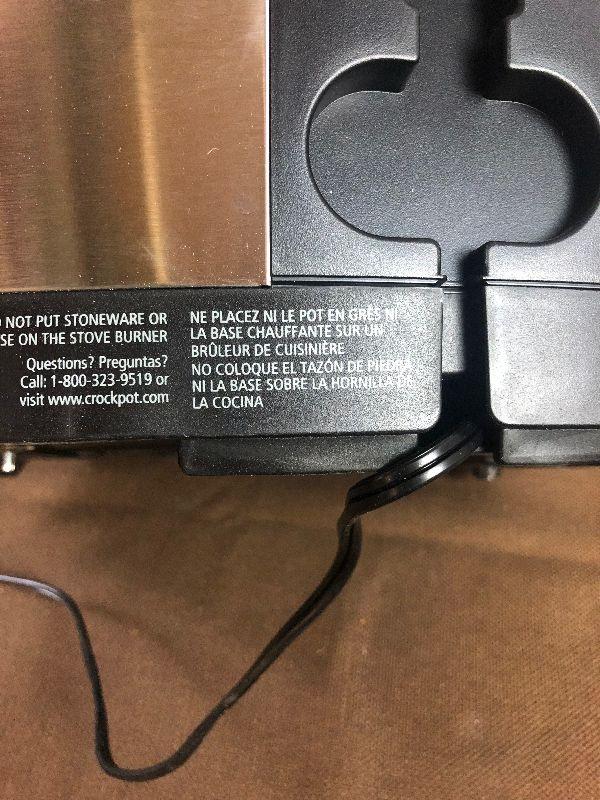 NOT PUT STONEWARE OR
ON THE STOVE BURNER
Questions? Preguntas?
Call: 1-800-323-9519 or
visit www.crockpot.com
NE PLACEZ NI LE POT EN GRÈS NI
LA BASE CHAUFFANTE SUR UN
BRÛLEUR DE CUISINIÈRE
NO COLOQUE EL TAZÓN DE PIEDRA
NI LA BASE SOBRE LA HORNILLA DE
LA COCINA